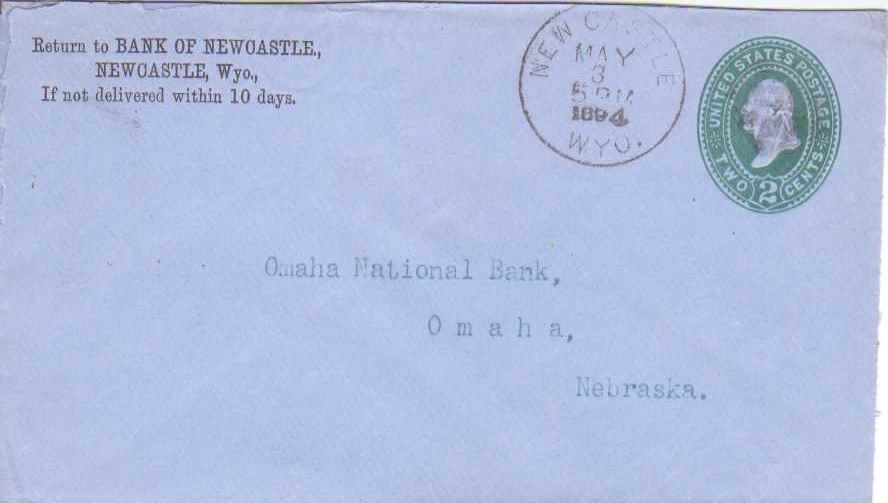 Return to BANK OF NEWCASTLE.,
NEWCASTLE, Wyo.,
If not delivered within 10 days.
NEW CASTLE
MAY
3
5 PM
1894
WYO.
UNITED STATES POSTAGE
TWO 2 CENTS
Omaha National Bank,
Omaha,
Nebraska.